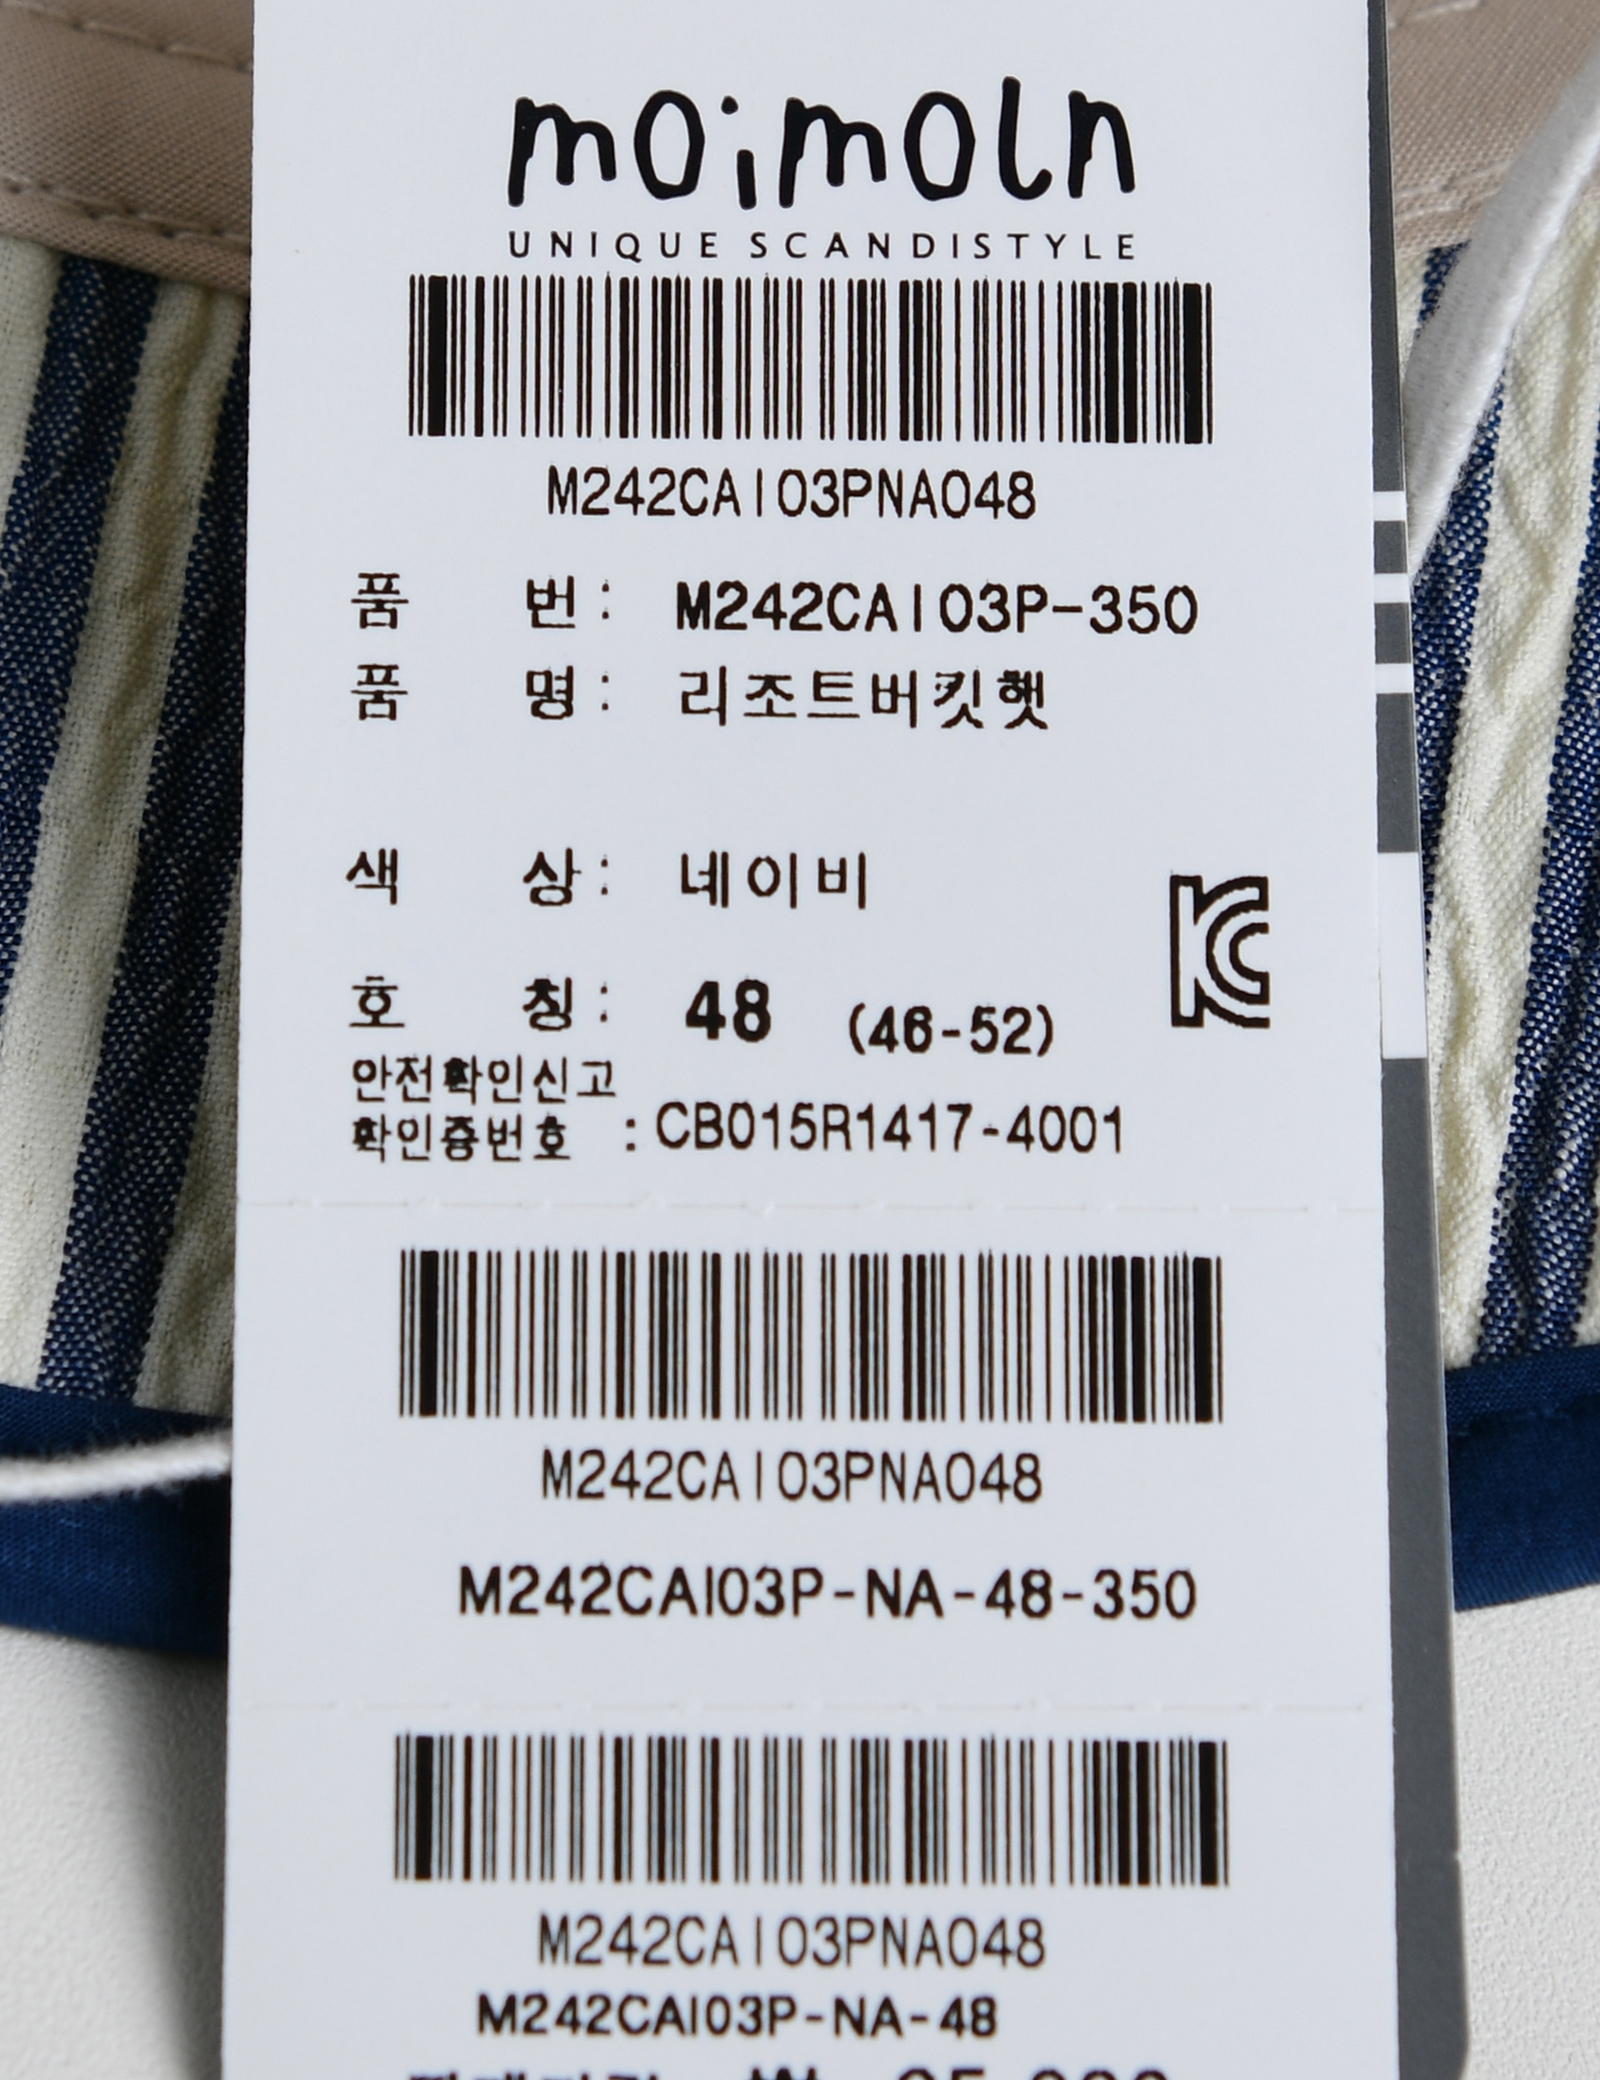 moimoln
UNIQUE SCANDISTYLE
M242CAI03PNA048
품 번 : M242CAI03P-350
품 명 : 리조트버킷햇
색 상 : 네이비
호 칭 : 48 (46-52)
안전확인신고
확인증번호 : CB015R1417-4001
M242CAI03PNA048
M242CAI03P-NA-48-350
M242CAI03PNA048
M242CAI03P-NA-48